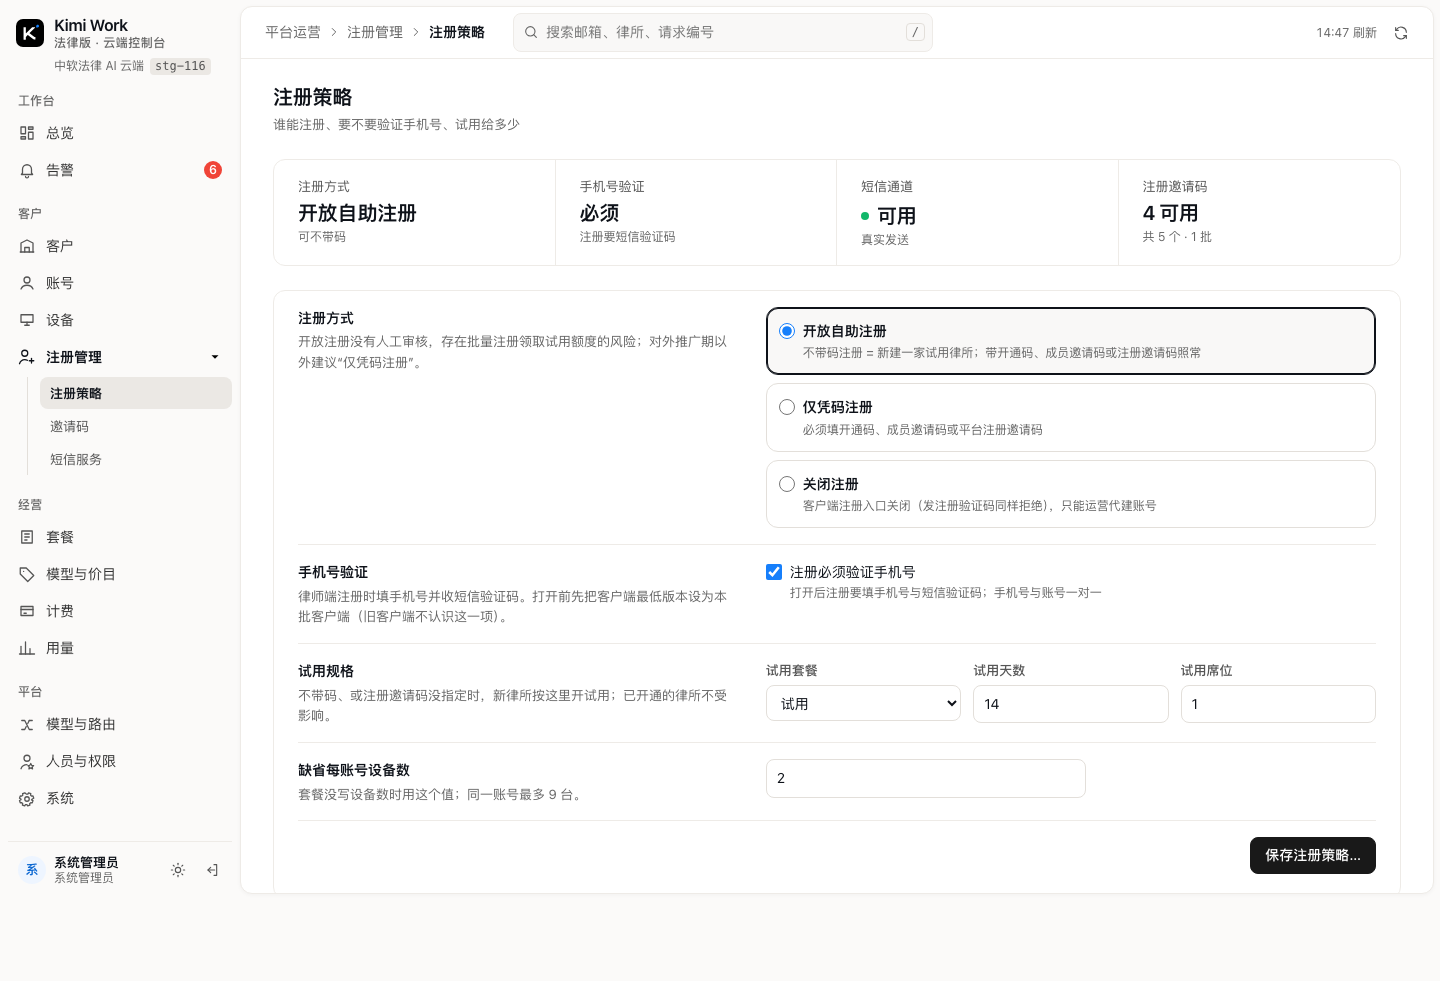 Kimi Work
法律版 · 云端控制台
中软法律 AI 云端 stg-116
工作台
总览
告警 6
客户
客户
账号
设备
注册管理
注册策略
邀请码
短信服务
经营
套餐
模型与价目
计费
用量
平台
模型与路由
人员与权限
系统
系 系统管理员
系统管理员
平台运营 > 注册管理 > 注册策略
搜索邮箱、律所、请求编号 /
14:47 刷新
注册策略
谁能注册、要不要验证手机号、试用给多少
注册方式
开放自助注册
可不带码
手机号验证
必须
注册要短信验证码
短信通道
可用
真实发送
注册邀请码
4 可用
共 5 个 · 1 批
注册方式
开放注册没有人工审核，存在批量注册领取试用额度的风险；对外推广期以
外建议“仅凭码注册”。
开放自助注册
不带码注册 = 新建一家试用律所；带开通码、成员邀请码或注册邀请码照常
仅凭码注册
必须填开通码、成员邀请码或平台注册邀请码
关闭注册
客户端注册入口关闭（发注册验证码同样拒绝），只能运营代建账号
手机号验证
律师端注册时填手机号并收短信验证码。打开前先把客户端最低版本设为本
批客户端（旧客户端不认识这一项）。
注册必须验证手机号
打开后注册要填手机号与短信验证码；手机号与账号一对一
试用规格
不带码、或注册邀请码没指定时，新律所按这里开试用；已开通的律所不受
影响。
试用套餐
试用
试用天数
14
试用席位
1
缺省每账号设备数
套餐没写设备数时用这个值；同一账号最多 9 台。
2
保存注册策略...